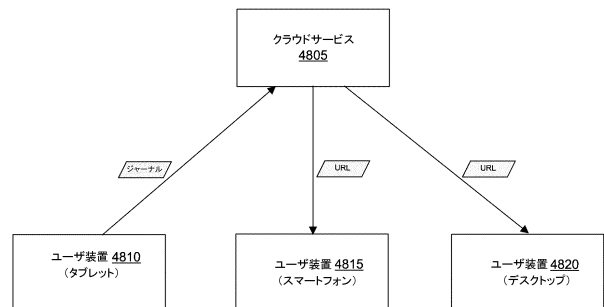 クラウドサービス
4805
ジャーナル
URL
URL
ユーザ装置 4810
(タブレット)
ユーザ装置 4815
(スマートフォン)
ユーザ装置 4820
(デスクトップ)